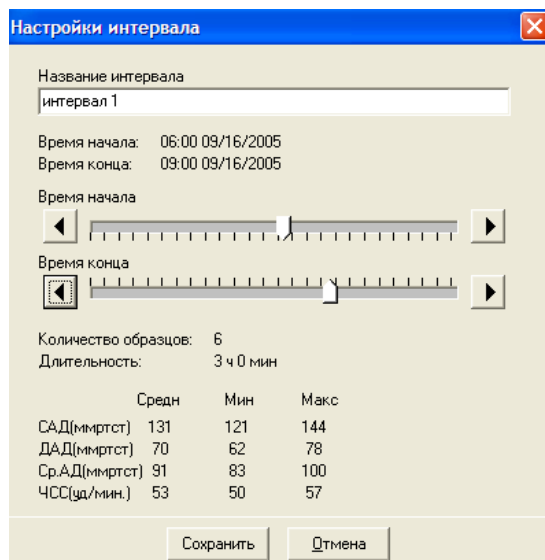 Настройки интервала
Название интервала
интервал 1
Время начала: 06:00 09/16/2005
Время конца: 09:00 09/16/2005
Время начала
Время конца
Количество образцов: 6
Длительность: 3 ч 0 мин
Средн Мин Макс
САД(ммртст) 131 121 144
ДАД(ммртст) 70 62 78
Ср.АД(ммртст) 91 83 100
ЧСС(уд/мин.) 53 50 57
Сохранить Отмена